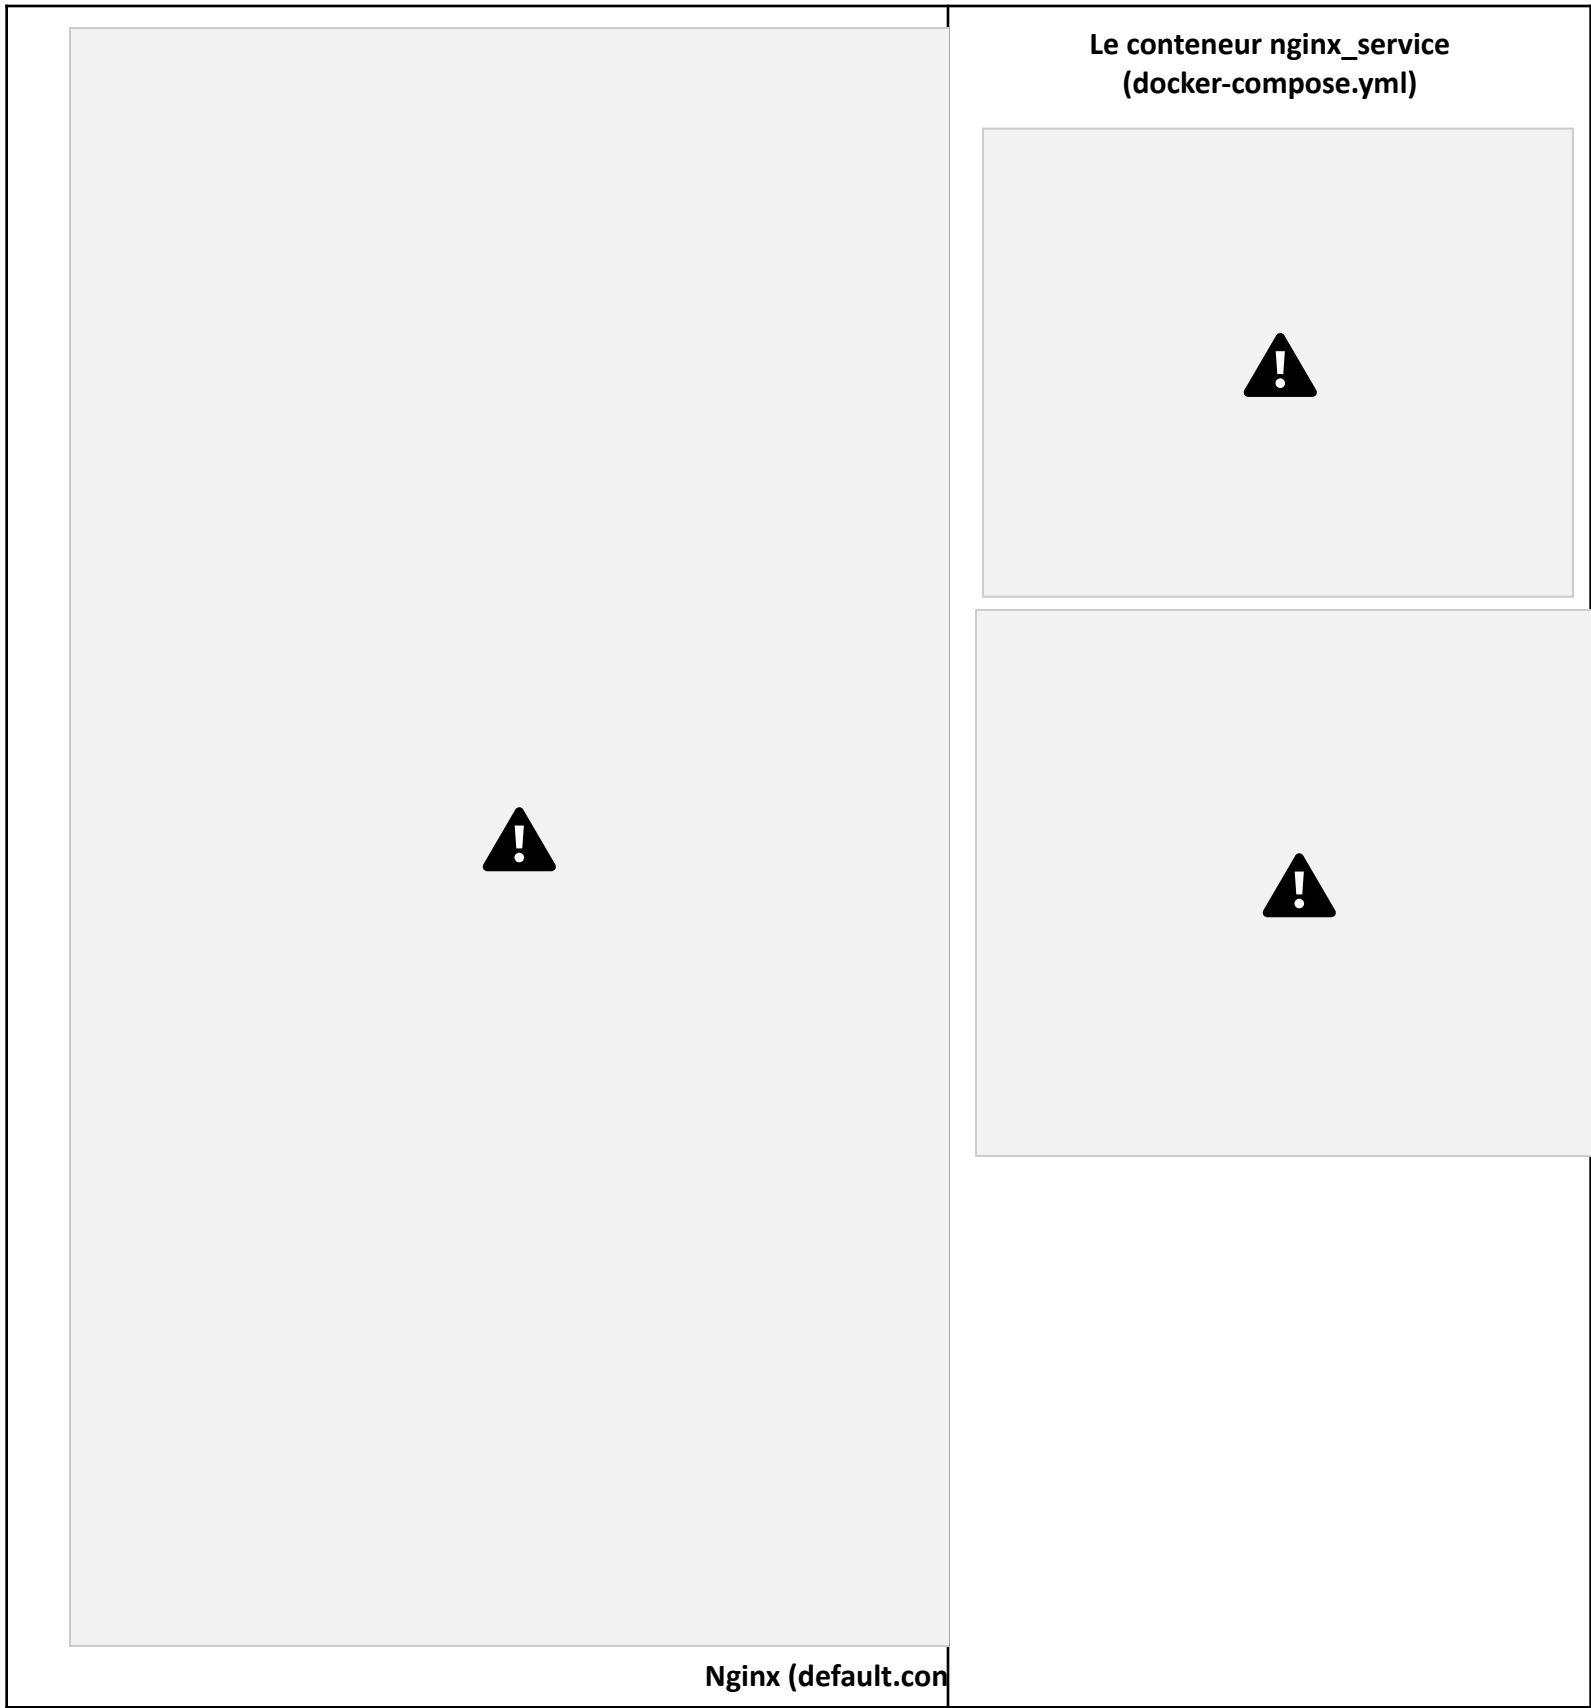 Le conteneur nginx_service
(docker-compose.yml)
Nginx (default.con